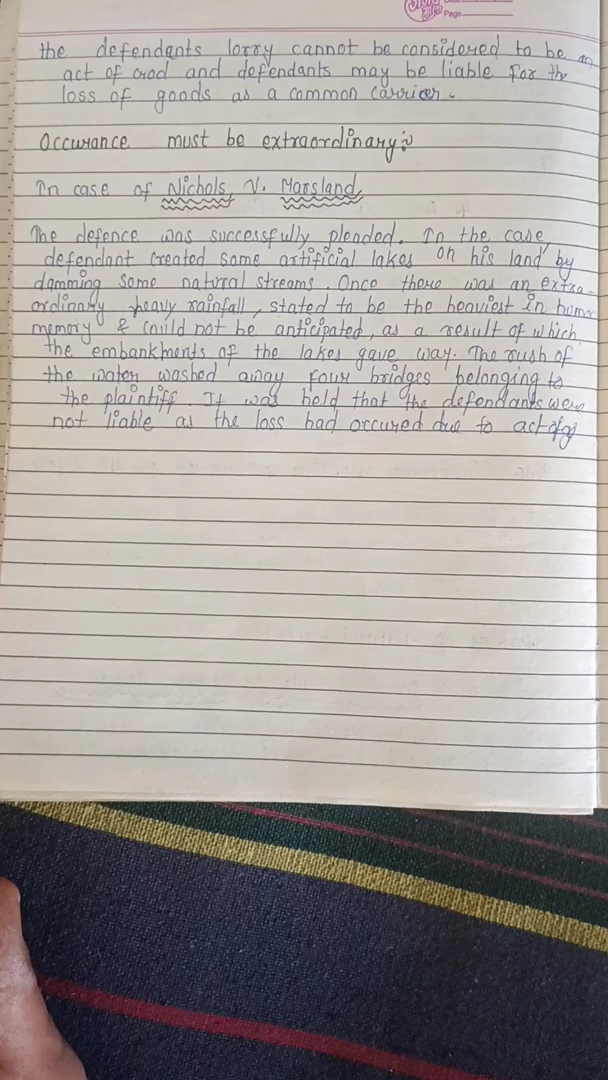 Page
the defendants lorry cannot be considered to be an
act of God and defendants may be liable for the
loss of goods as a common carrier.
Occurance must be extraordinary:-
In case of Nichols, V. Marsland,
The defence was successfully pleaded. In the case,
defendant created some artificial lakes on his land by
damming some natural streams. Once there was an extra-
ordinary heavy rainfall, stated to be the heaviest in human
memory & could not be anticipated, as a result of which
the embankments of the lakes gave way. The rush of
the water washed away four bridges belonging to
the plaintiff. It was held that the defendants were
not liable as the loss had occured due to act of